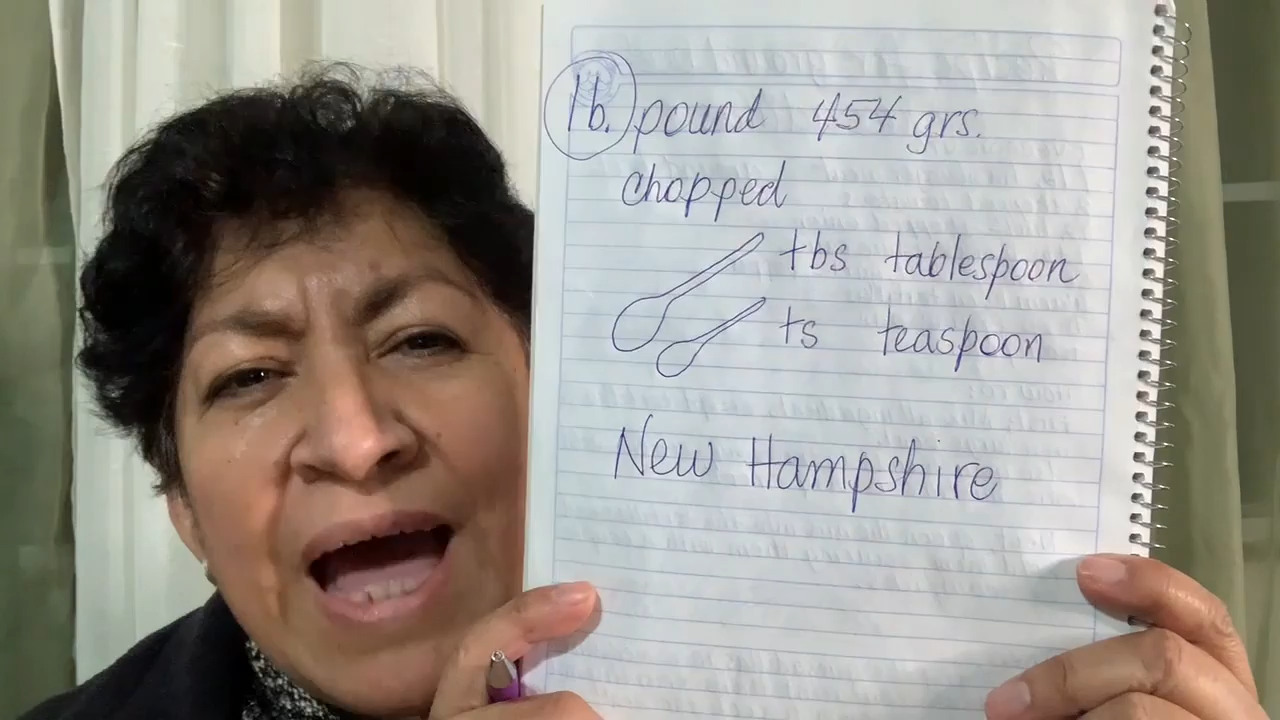 lb. pound 454 grs.
chopped
tbs tablespoon
ts teaspoon
New Hampshire